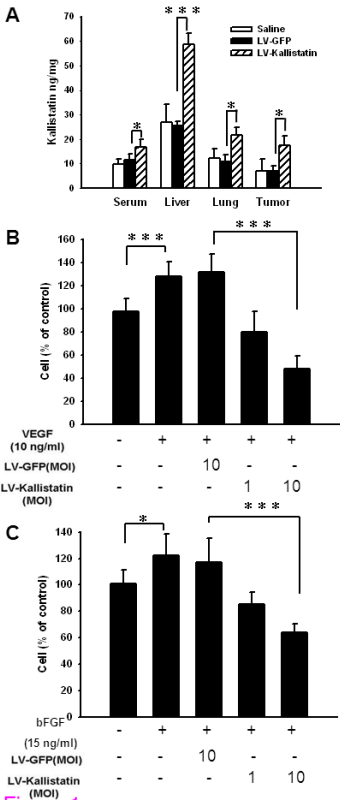 A
* * *
Saline
LV-GFP
LV-Kallistatin
Kallistatin ng/mg
70
60
50
40
30
20
10
0
*
*
*
Serum Liver Lung Tumor
B
* * *
* * *
Cell (% of control)
160
140
120
100
80
60
40
20
0
VEGF
(10 ng/ml)
- + + + +
LV-GFP(MOI) - - 10 - -
LV-Kallistatin
(MOI)
- - - 1 10
C
*
* * *
Cell (% of control)
140
120
100
80
60
40
20
0
bFGF
(15 ng/ml)
- + + + +
LV-GFP(MOI) - - 10 - -
LV-Kallistatin
(MOI)
- - - 1 10